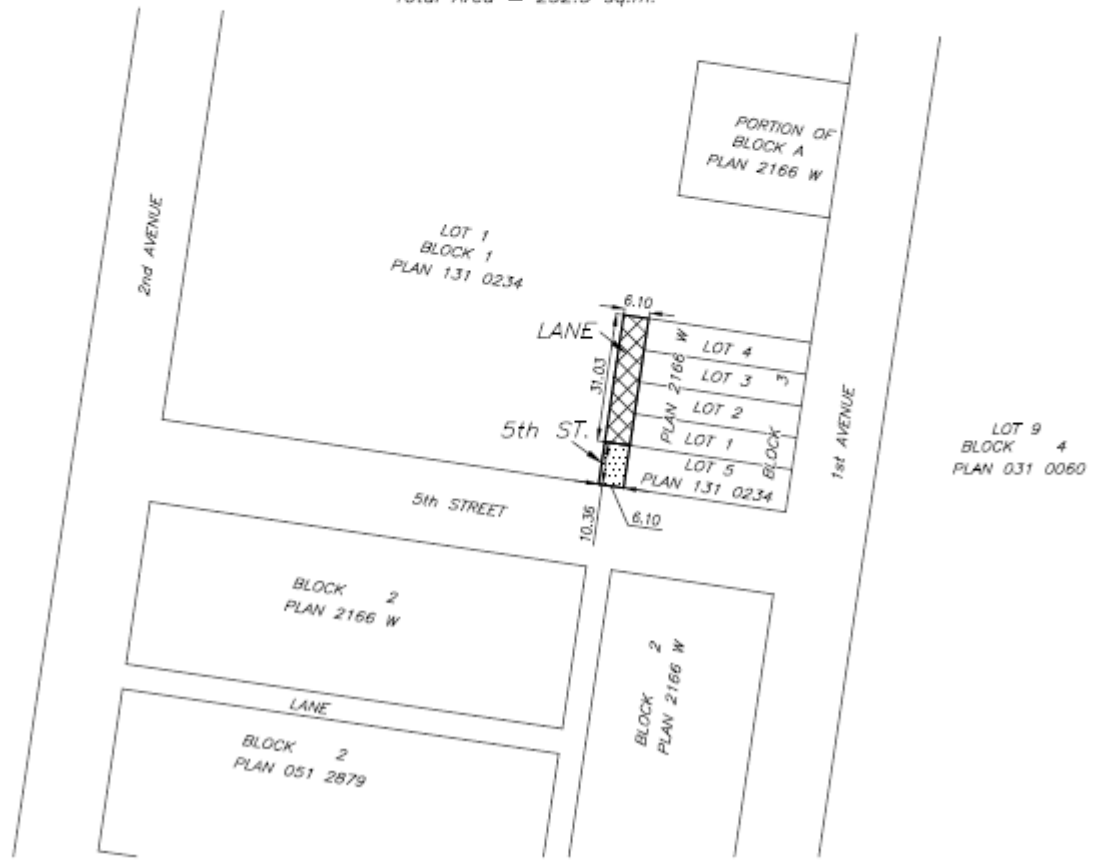 PORTION OF
BLOCK A
PLAN 2166 W
2nd AVENUE
LOT 1
BLOCK 1
PLAN 131 0234
6.10
LANE
31.03
PLAN 2166 W
LOT 4
LOT 3
3
LOT 2
LOT 1
BLOCK
5th ST.
LOT 5
PLAN 131 0234
1st AVENUE
LOT 9
BLOCK 4
PLAN 031 0060
5th STREET
10.36
6.10
BLOCK 2
PLAN 2166 W
BLOCK 2
PLAN 2166 W
LANE
BLOCK 2
PLAN 051 2879